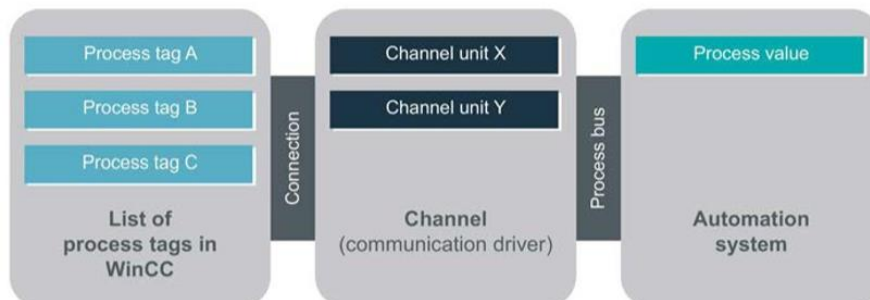 Process tag A
Process tag B
Process tag C
List of
process tags in
WinCC
Connection
Channel unit X
Channel unit Y
Channel
(communication driver)
Process bus
Process value
Automation
system